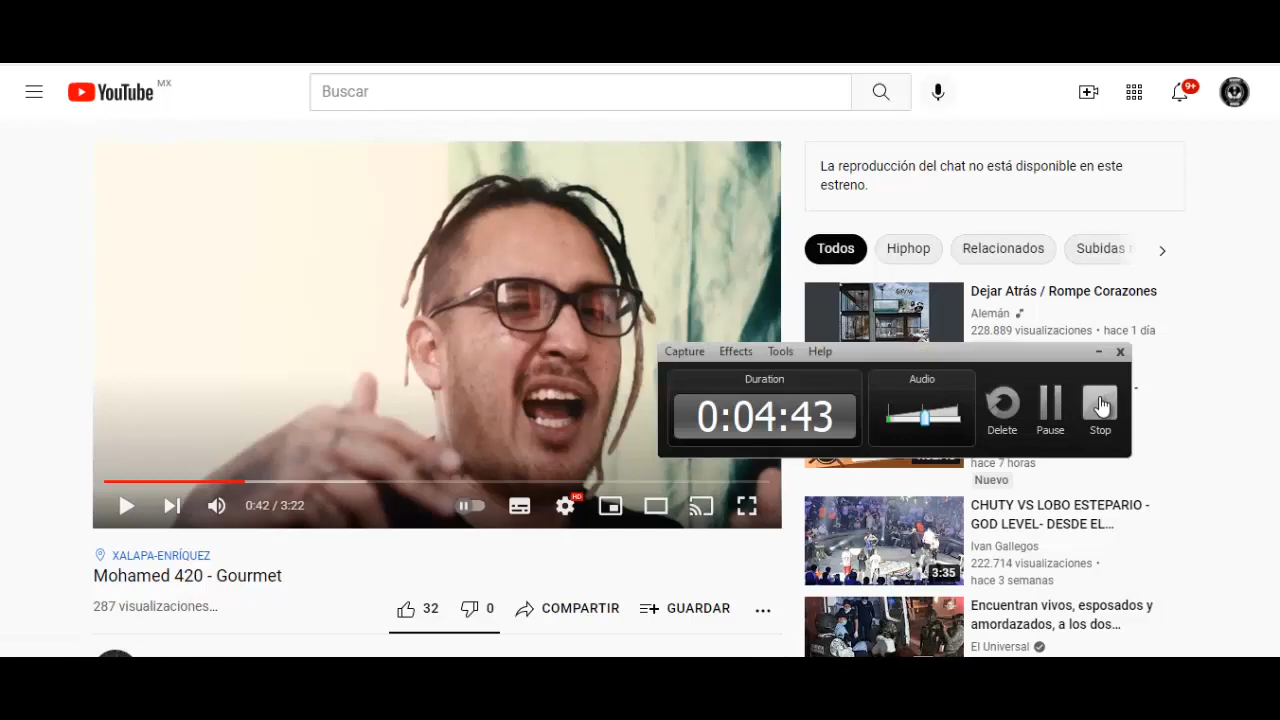 YouTube MX
Buscar
9+
La reproducción del chat no está disponible en este
estreno.
Todos
Hiphop
Relacionados
Subidas
Dejar Atrás / Rompe Corazones
Alemán
228.889 visualizaciones • hace 1 día
Capture Effects Tools Help
Duration
Audio
0:04:43
Delete
Pause
Stop
hace 7 horas
Nuevo
0:42 / 3:22
HD
CHUTY VS LOBO ESTEPARIO -
GOD LEVEL- DESDE EL...
Ivan Gallegos
222.714 visualizaciones •
hace 3 semanas
3:35
XALAPA-ENRÍQUEZ
Mohamed 420 - Gourmet
287 visualizaciones...
32
0
COMPARTIR
GUARDAR
Encuentran vivos, esposados y
amordazados, a los dos...
El Universal